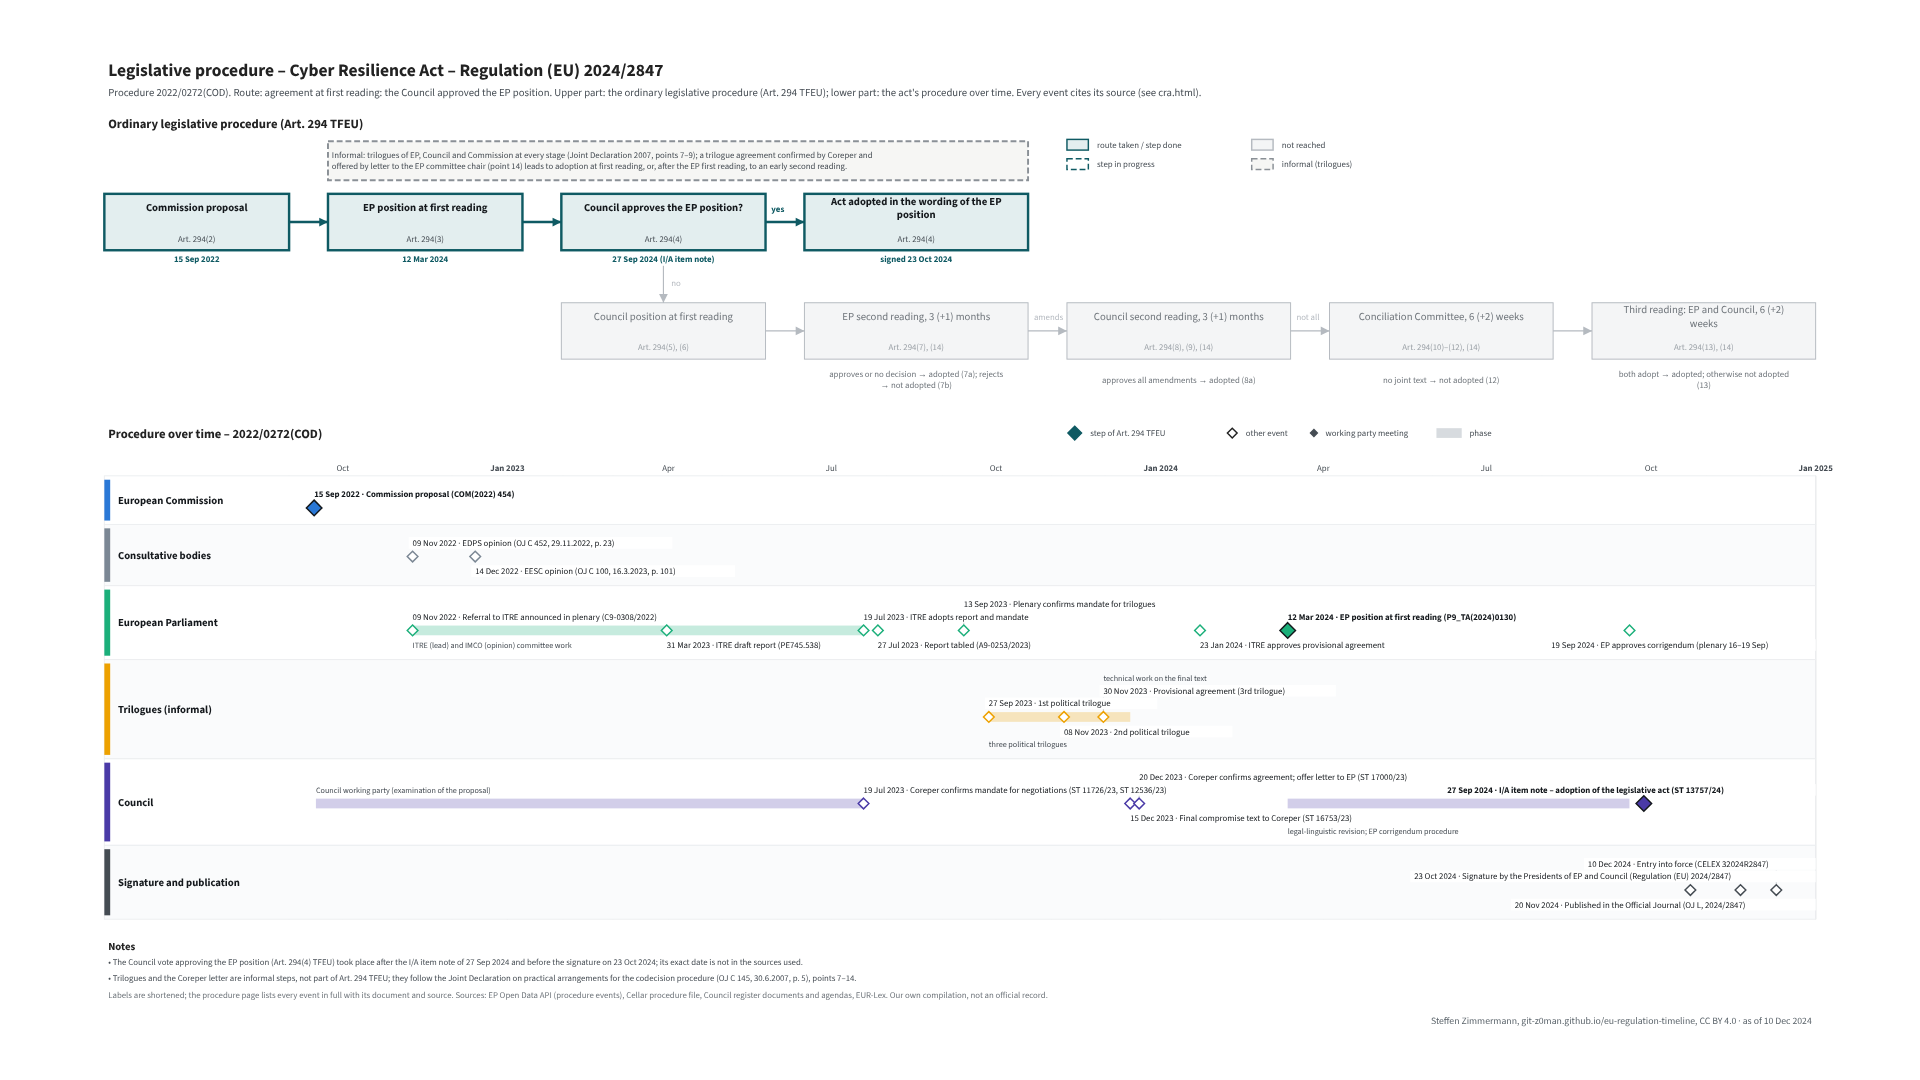 Legislative procedure – Cyber Resilience Act – Regulation (EU) 2024/2847
Procedure 2022/0272(COD). Route: agreement at first reading: the Council approved the EP position. Upper part: the ordinary legislative procedure (Art. 294 TFEU); lower part: the act's procedure over time. Every event cites its source (see cra.html).
Ordinary legislative procedure (Art. 294 TFEU)
Informal: trilogues of EP, Council and Commission at every stage (Joint Declaration 2007, points 7–9); a trilogue agreement confirmed by Coreper and
offered by letter to the EP committee chair (point 14) leads to adoption at first reading, or, after the EP first reading, to an early second reading.
route taken / step done
not reached
step in progress
informal (trilogues)
Commission proposal
Art. 294(2)
15 Sep 2022
EP position at first reading
Art. 294(3)
12 Mar 2024
Council approves the EP position?
Art. 294(4)
27 Sep 2024 (I/A item note)
yes
Act adopted in the wording of the EP
position
Art. 294(4)
signed 23 Oct 2024
no
Council position at first reading
Art. 294(5), (6)
EP second reading, 3 (+1) months
Art. 294(7), (14)
approves or no decision → adopted (7a); rejects
→ not adopted (7b)
amends
Council second reading, 3 (+1) months
Art. 294(8), (9), (14)
approves all amendments → adopted (8a)
not all
Conciliation Committee, 6 (+2) weeks
Art. 294(10)–(12), (14)
no joint text → not adopted (12)
Third reading: EP and Council, 6 (+2)
weeks
Art. 294(13), (14)
both adopt → adopted; otherwise not adopted
(13)
Procedure over time – 2022/0272(COD)
step of Art. 294 TFEU
other event
working party meeting
phase
Oct
Jan 2023
Apr
Jul
Oct
Jan 2024
Apr
Jul
Oct
Jan 2025
European Commission
15 Sep 2022 · Commission proposal (COM(2022) 454)
Consultative bodies
09 Nov 2022 · EDPS opinion (OJ C 452, 29.11.2022, p. 23)
14 Dec 2022 · EESC opinion (OJ C 100, 16.3.2023, p. 101)
European Parliament
13 Sep 2023 · Plenary confirms mandate for trilogues
09 Nov 2022 · Referral to ITRE announced in plenary (C9-0308/2022)
19 Jul 2023 · ITRE adopts report and mandate
12 Mar 2024 · EP position at first reading (P9_TA(2024)0130)
ITRE (lead) and IMCO (opinion) committee work
31 Mar 2023 · ITRE draft report (PE745.538)
27 Jul 2023 · Report tabled (A9-0253/2023)
23 Jan 2024 · ITRE approves provisional agreement
19 Sep 2024 · EP approves corrigendum (plenary 16–19 Sep)
Trilogues (informal)
technical work on the final text
30 Nov 2023 · Provisional agreement (3rd trilogue)
27 Sep 2023 · 1st political trilogue
08 Nov 2023 · 2nd political trilogue
three political trilogues
Council
20 Dec 2023 · Coreper confirms agreement; offer letter to EP (ST 17000/23)
Council working party (examination of the proposal)
19 Jul 2023 · Coreper confirms mandate for negotiations (ST 11726/23, ST 12536/23)
27 Sep 2024 · I/A item note – adoption of the legislative act (ST 13757/24)
15 Dec 2023 · Final compromise text to Coreper (ST 16753/23)
legal-linguistic revision; EP corrigendum procedure
Signature and publication
10 Dec 2024 · Entry into force (CELEX 32024R2847)
23 Oct 2024 · Signature by the Presidents of EP and Council (Regulation (EU) 2024/2847)
20 Nov 2024 · Published in the Official Journal (OJ L, 2024/2847)
Notes
• The Council vote approving the EP position (Art. 294(4) TFEU) took place after the I/A item note of 27 Sep 2024 and before the signature on 23 Oct 2024; its exact date is not in the sources used.
• Trilogues and the Coreper letter are informal steps, not part of Art. 294 TFEU; they follow the Joint Declaration on practical arrangements for the codecision procedure (OJ C 145, 30.6.2007, p. 5), points 7–14.
Labels are shortened; the procedure page lists every event in full with its document and source. Sources: EP Open Data API (procedure events), Cellar procedure file, Council register documents and agendas, EUR-Lex. Our own compilation, not an official record.
Steffen Zimmermann, git-z0man.github.io/eu-regulation-timeline, CC BY 4.0 · as of 10 Dec 2024